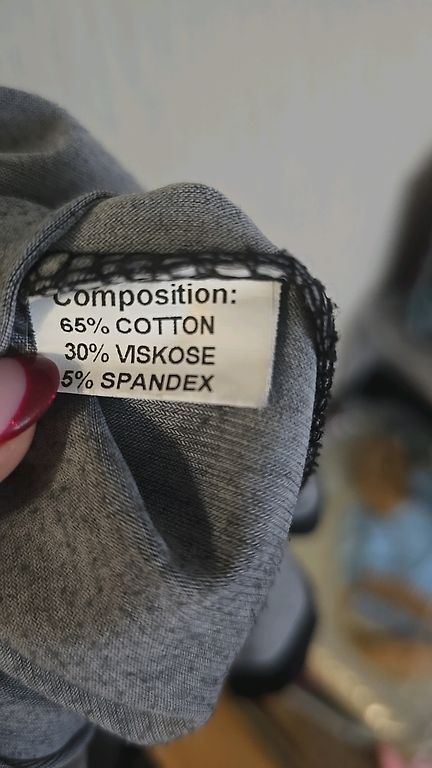 Composition:
65% COTTON
30% VISKOSE
5% SPANDEX